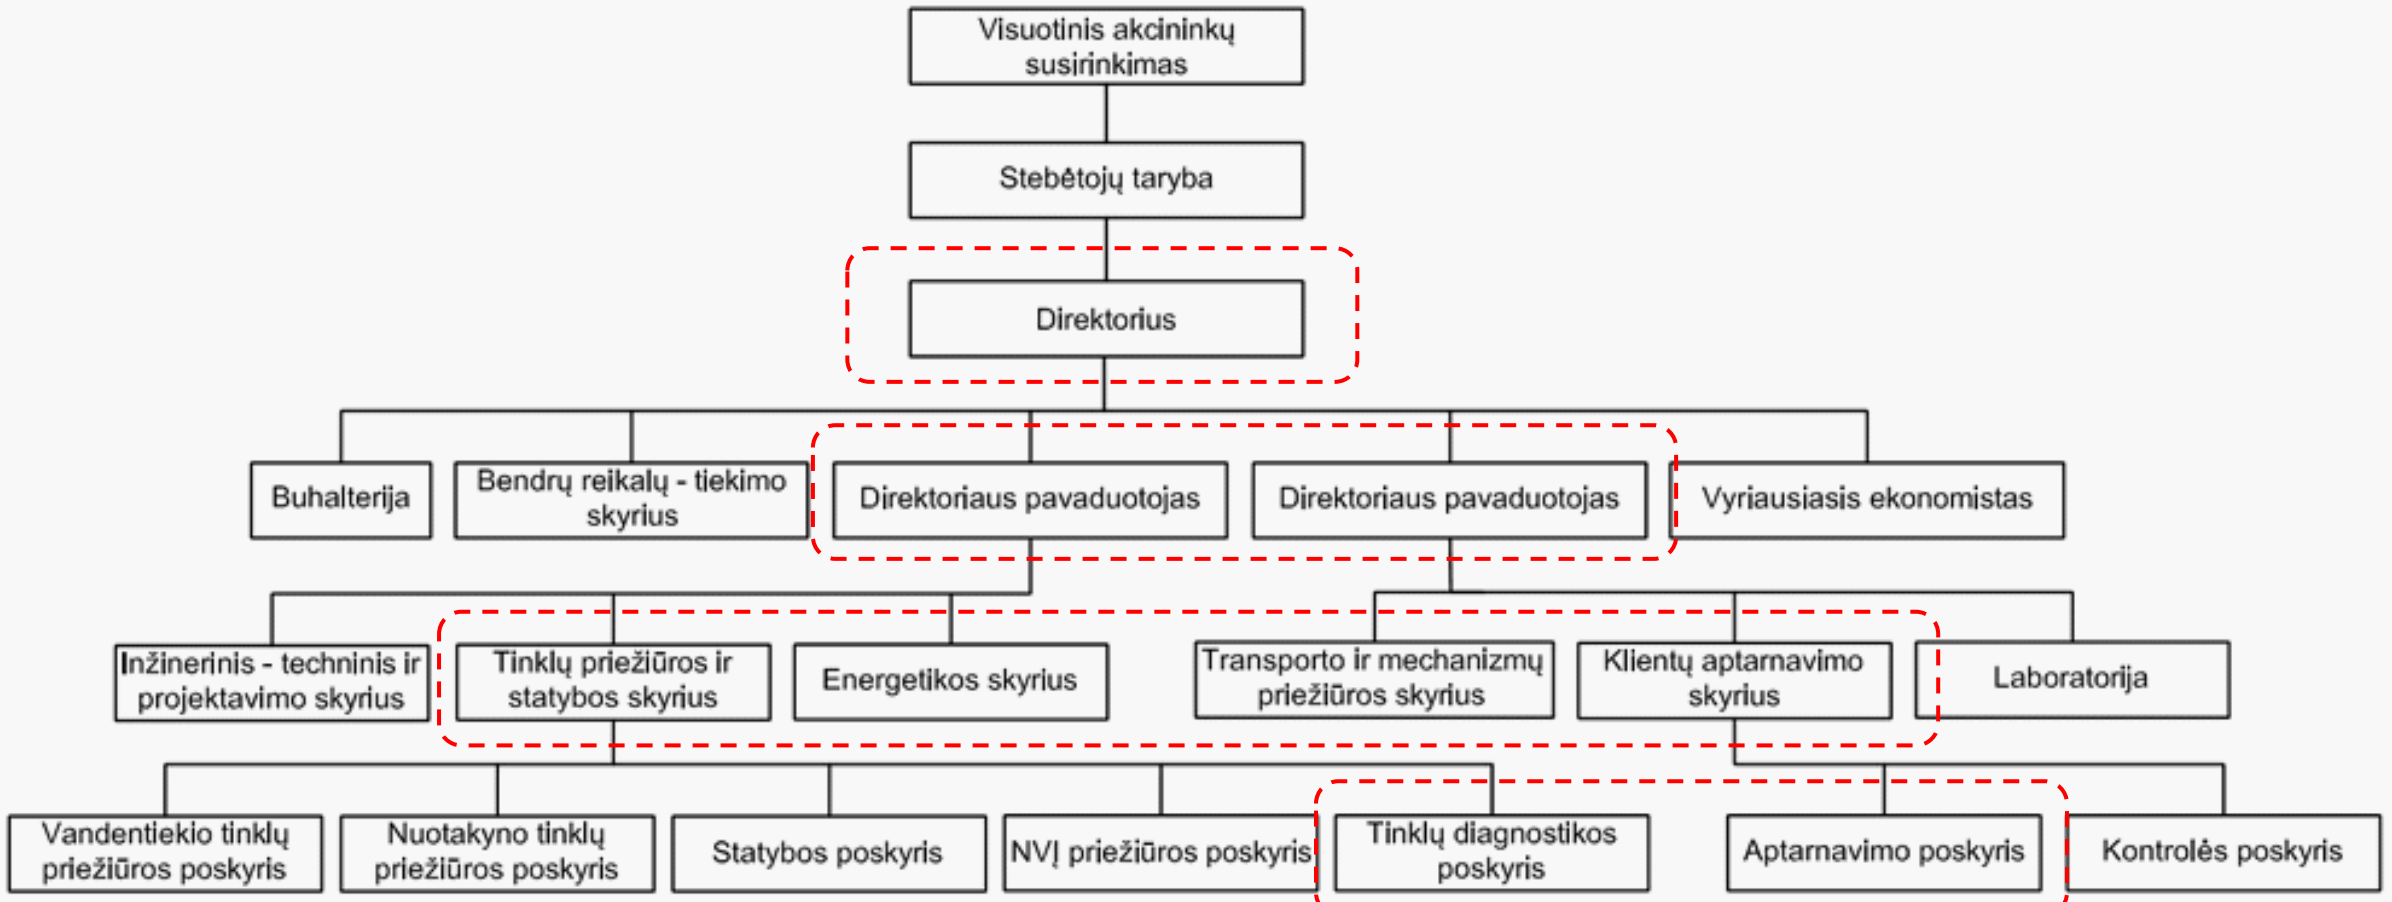 Visuotinis akcininkų
susirinkimas
Stebėtojų taryba
Direktorius
Buhalterija
Bendrų reikalų - tiekimo
skyrius
Direktoriaus pavaduotojas
Direktoriaus pavaduotojas
Vyriausiasis ekonomistas
Inžinerinis - techninis ir
projektavimo skyrius
Tinklų priežiūros ir
statybos skyrius
Energetikos skyrius
Transporto ir mechanizmų
priežiūros skyrius
Klientų aptarnavimo
skyrius
Laboratorija
Vandentiekio tinklų
priežiūros poskyris
Nuotakyno tinklų
priežiūros poskyris
Statybos poskyris
NVĮ priežiūros poskyris
Tinklų diagnostikos
poskyris
Aptarnavimo poskyris
Kontrolės poskyris